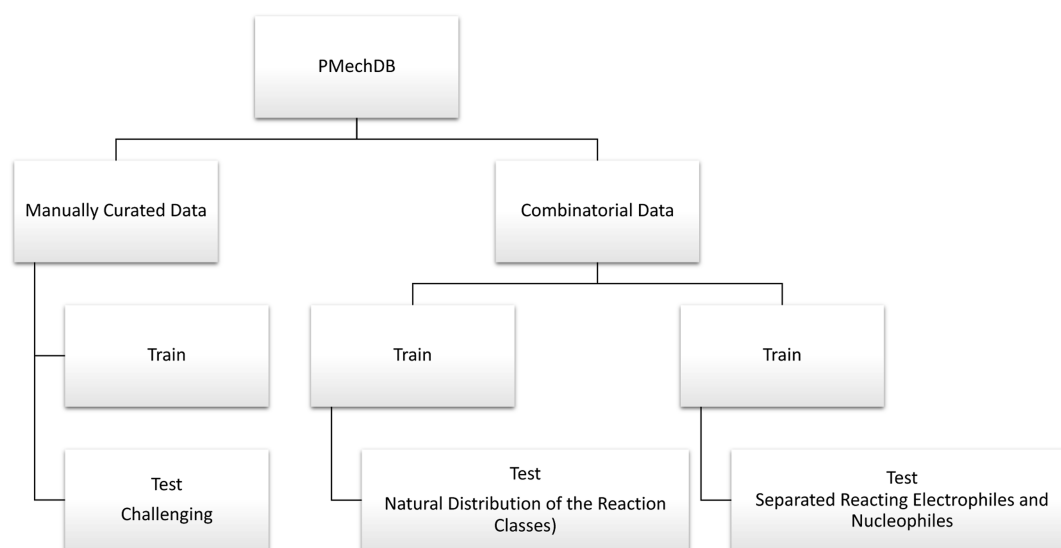 PMechDB
Manually Curated Data
Combinatorial Data
Train
Train
Train
Test
Challenging
Test
Natural Distribution of the Reaction
Classes)
Test
Separated Reacting Electrophiles and
Nucleophiles